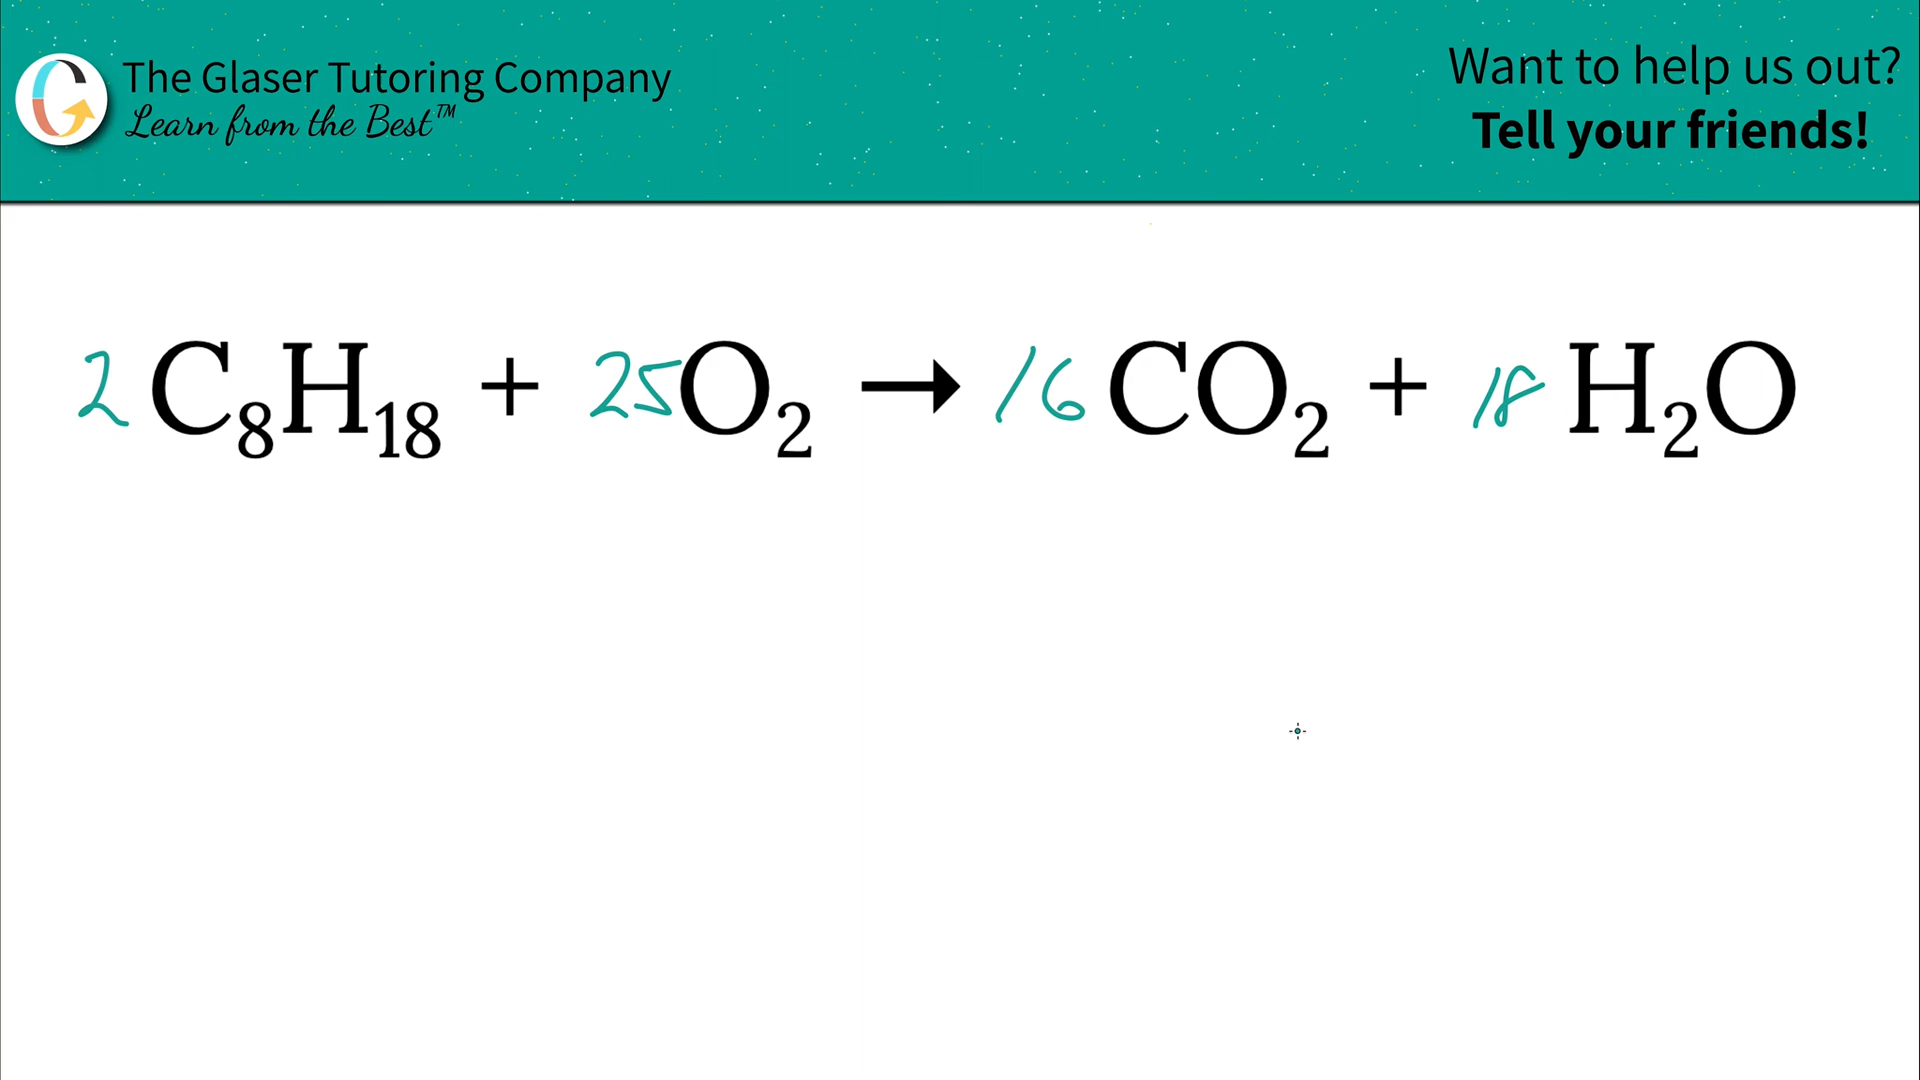 The Glaser Tutoring Company
Learn from the Best™
Want to help us out?
Tell your friends!
2 C₈H₁₈ + 25 O₂ → 16 CO₂ + 18 H₂O